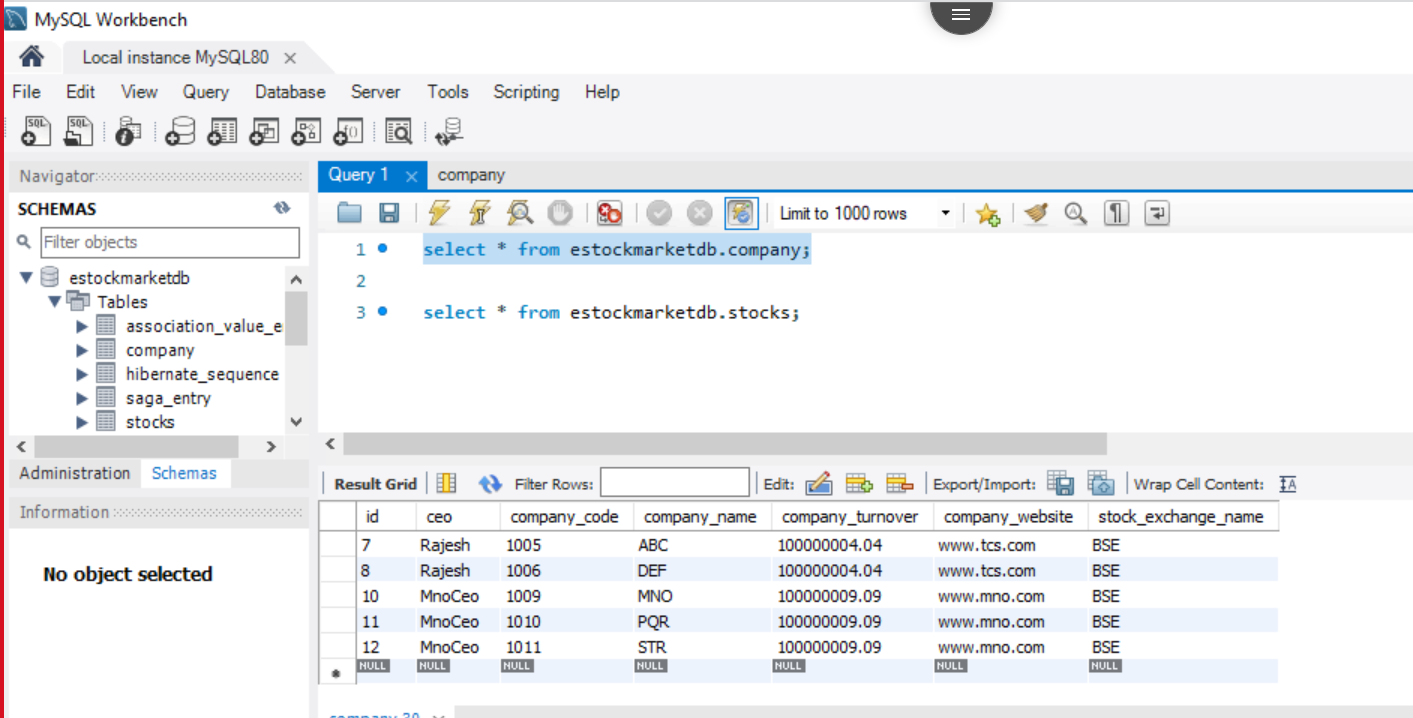 MySQL Workbench
Local instance MySQL80
File Edit View Query Database Server Tools Scripting Help
Navigator
SCHEMAS
Filter objects
estockmarketdb
Tables
association_value_e
company
hibernate_sequence
saga_entry
stocks
Administration Schemas
Information
No object selected
Query 1 company
Limit to 1000 rows
1 select * from estockmarketdb.company;
2
3 select * from estockmarketdb.stocks;
Result Grid Filter Rows: Edit: Export/Import: Wrap Cell Content: IA
id ceo company_code company_name company_turnover company_website stock_exchange_name
7 Rajesh 1005 ABC 100000004.04 www.tcs.com BSE
8 Rajesh 1006 DEF 100000004.04 www.tcs.com BSE
10 MnoCeo 1009 MNO 100000009.09 www.mno.com BSE
11 MnoCeo 1010 PQR 100000009.09 www.mno.com BSE
12 MnoCeo 1011 STR 100000009.09 www.mno.com BSE
NULL NULL NULL NULL NULL NULL NULL